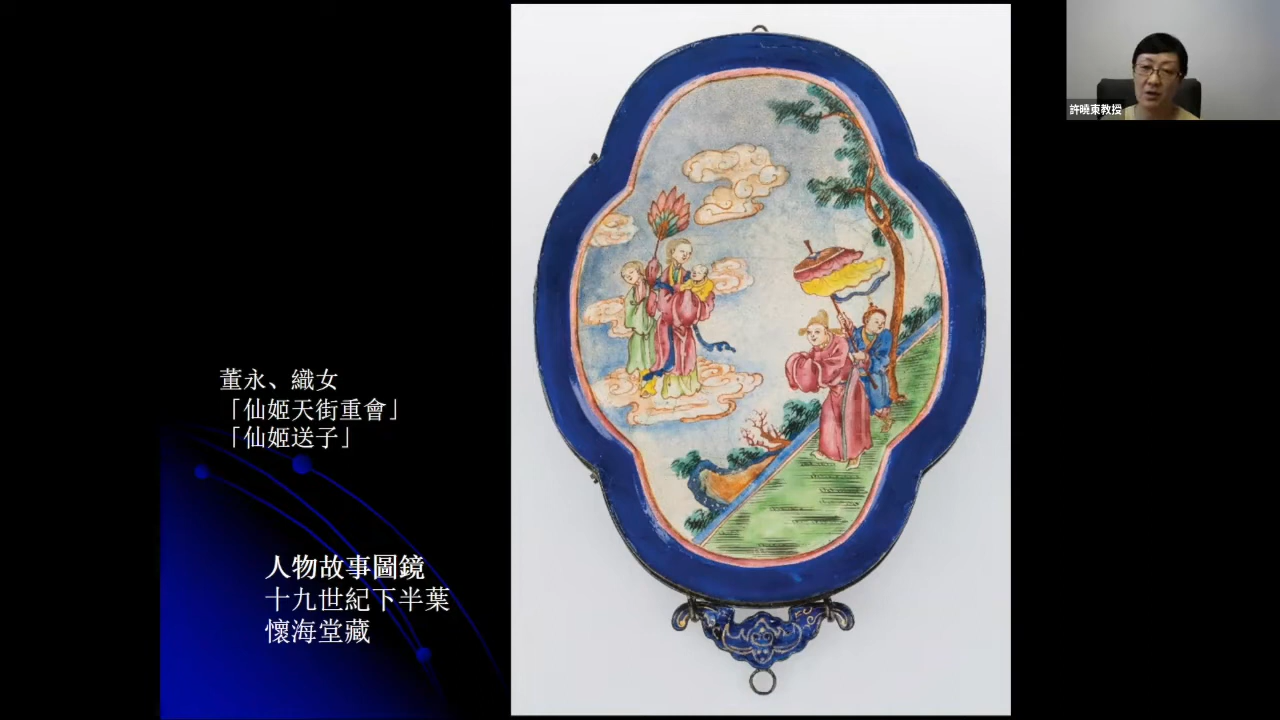 董永、織女
「仙姬天街重會」
「仙姬送子」
人物故事圖鏡
十九世紀下半葉
懷海堂藏
許曉東教授